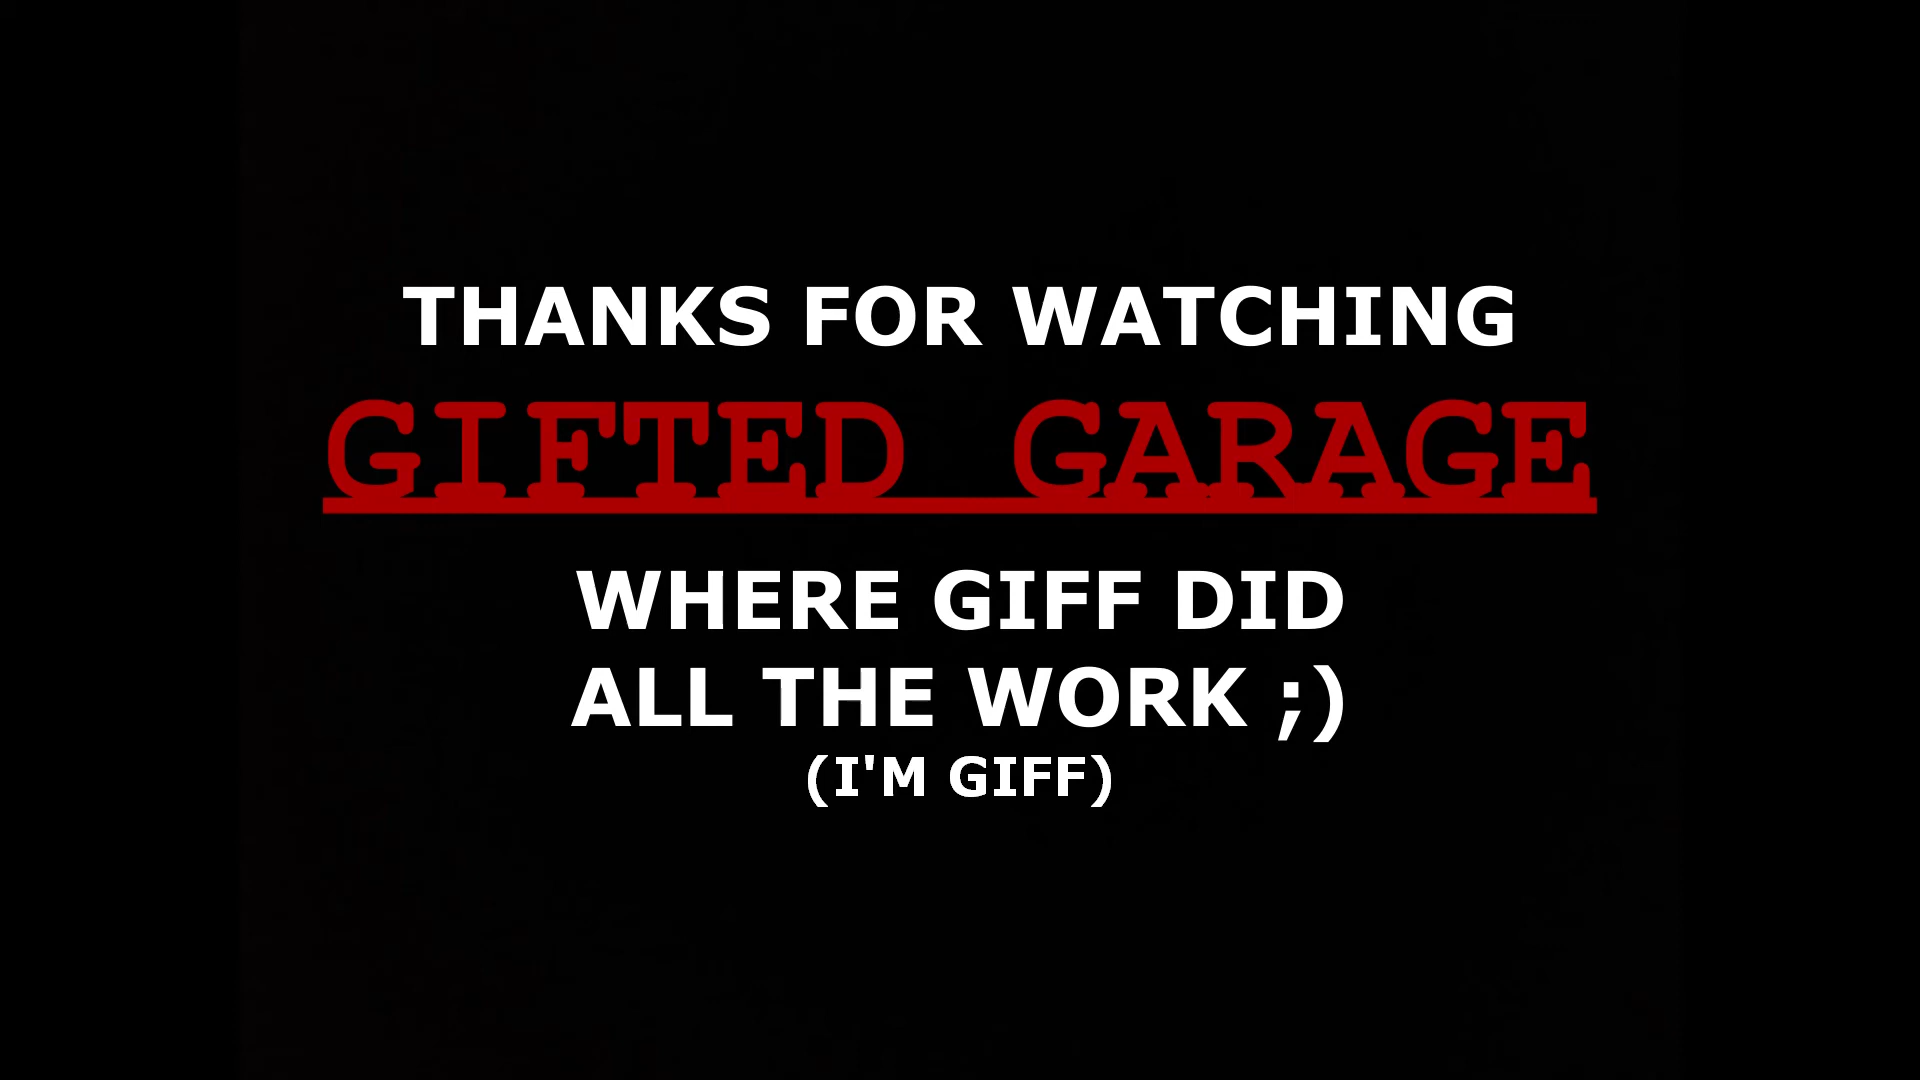 THANKS FOR WATCHING
GIFTED GARAGE
WHERE GIFF DID
ALL THE WORK ;)
(I'M GIFF)